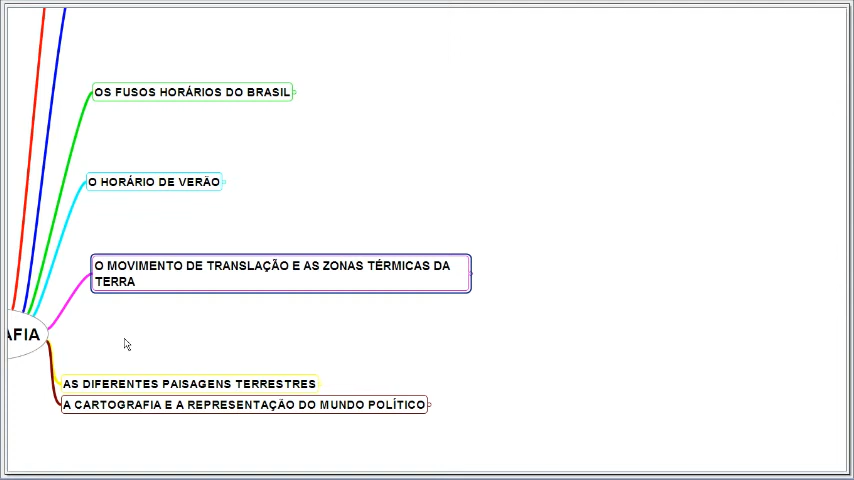 OS FUSOS HORÁRIOS DO BRASIL
O HORÁRIO DE VERÃO
O MOVIMENTO DE TRANSLAÇÃO E AS ZONAS TÉRMICAS DA
TERRA
AFIA
AS DIFERENTES PAISAGENS TERRESTRES
A CARTOGRAFIA E A REPRESENTAÇÃO DO MUNDO POLÍTICO